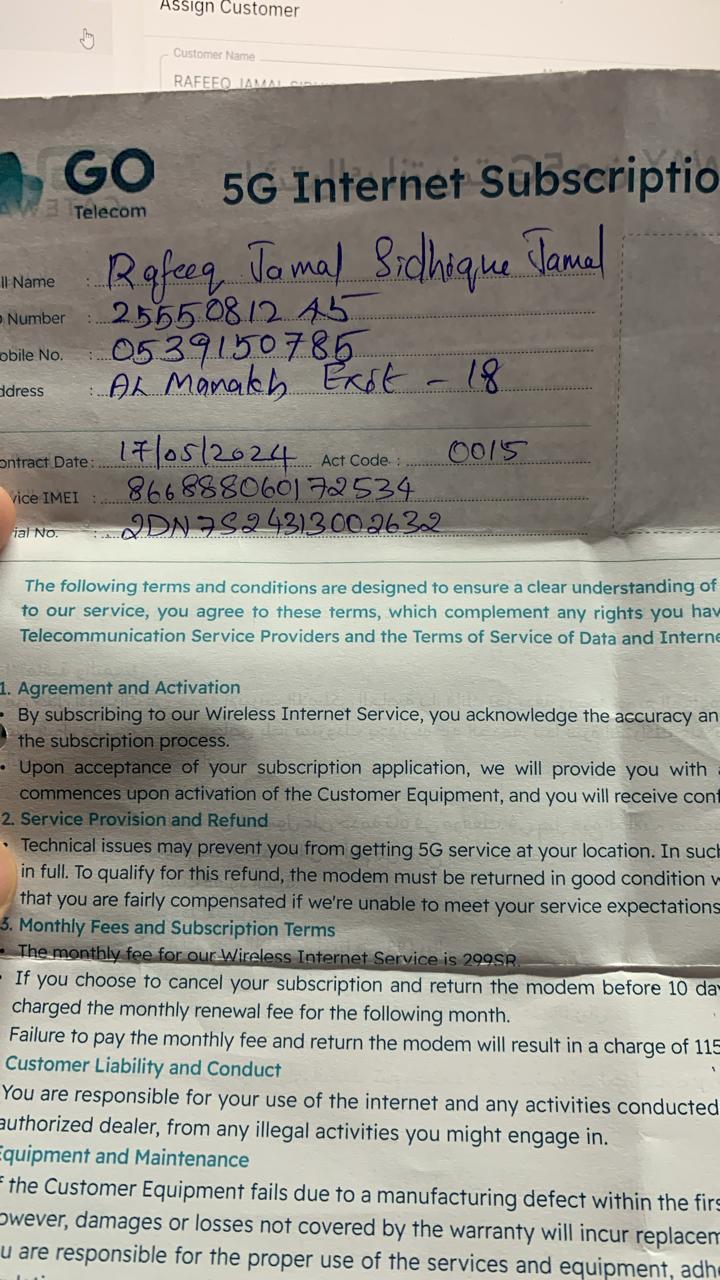 Assign Customer
Customer Name
RAFEEQ JAMAL
GO
Telecom
5G Internet Subscriptio
ll Name : Rafeeq Jamal Sidhique Jamal
Number : 2555081245
obile No. : 0539150785
ddress : AL Manakh Exit - 18
ontract Date : 17/05/2024 Act Code : 0015
vice IMEI : 866888060172534
ial No. : 2DN7S24313002632
The following terms and conditions are designed to ensure a clear understanding of
to our service, you agree to these terms, which complement any rights you hav
Telecommunication Service Providers and the Terms of Service of Data and Interne
1. Agreement and Activation
• By subscribing to our Wireless Internet Service, you acknowledge the accuracy an
the subscription process.
• Upon acceptance of your subscription application, we will provide you with
commences upon activation of the Customer Equipment, and you will receive conf
2. Service Provision and Refund
• Technical issues may prevent you from getting 5G service at your location. In such
in full. To qualify for this refund, the modem must be returned in good condition w
that you are fairly compensated if we're unable to meet your service expectations
3. Monthly Fees and Subscription Terms
• The monthly fee for our Wireless Internet Service is 299SR.
• If you choose to cancel your subscription and return the modem before 10 day
charged the monthly renewal fee for the following month.
Failure to pay the monthly fee and return the modem will result in a charge of 115
Customer Liability and Conduct
You are responsible for your use of the internet and any activities conducted
authorized dealer, from any illegal activities you might engage in.
Equipment and Maintenance
f the Customer Equipment fails due to a manufacturing defect within the firs
owever, damages or losses not covered by the warranty will incur replacem
u are responsible for the proper use of the services and equipment, adhe